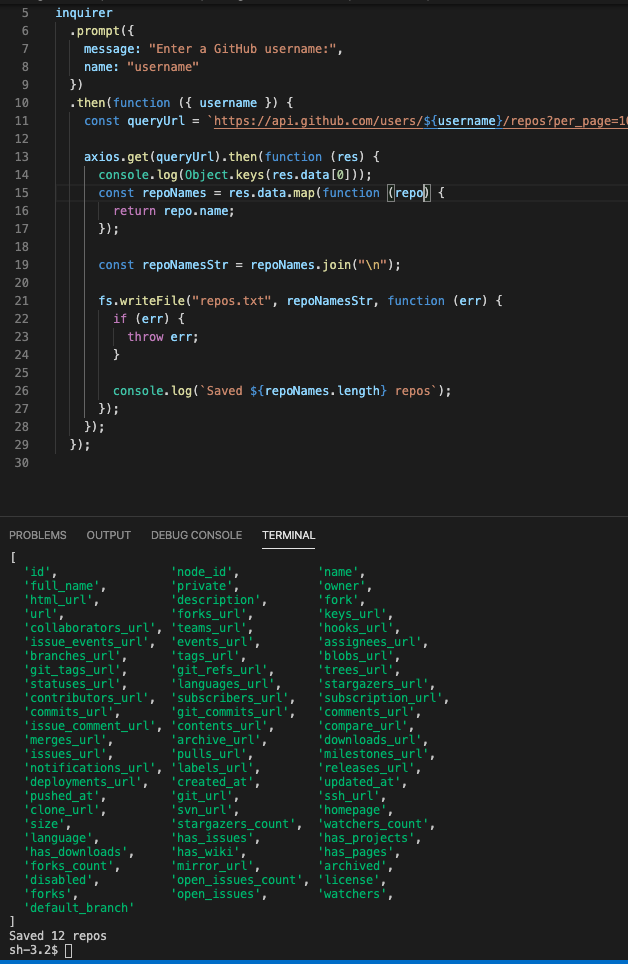 5 inquirer
6 .prompt({
7 message: "Enter a GitHub username:",
8 name: "username"
9 })
10 .then(function ({ username }) {
11 const queryUrl = `https://api.github.com/users/${username}/repos?per_page=10
12
13 axios.get(queryUrl).then(function (res) {
14 console.log(Object.keys(res.data[0]));
15 const repoNames = res.data.map(function (repo) {
16 return repo.name;
17 });
18
19 const repoNamesStr = repoNames.join("\n");
20
21 fs.writeFile("repos.txt", repoNamesStr, function (err) {
22 if (err) {
23 throw err;
24 }
25
26 console.log(`Saved ${repoNames.length} repos`);
27 });
28 });
29 });
30
PROBLEMS OUTPUT DEBUG CONSOLE TERMINAL
[
'id', 'node_id', 'name',
'full_name', 'private', 'owner',
'html_url', 'description', 'fork',
'url', 'forks_url', 'keys_url',
'collaborators_url', 'teams_url', 'hooks_url',
'issue_events_url', 'events_url', 'assignees_url',
'branches_url', 'tags_url', 'blobs_url',
'git_tags_url', 'git_refs_url', 'trees_url',
'statuses_url', 'languages_url', 'stargazers_url',
'contributors_url', 'subscribers_url', 'subscription_url',
'commits_url', 'git_commits_url', 'comments_url',
'issue_comment_url', 'contents_url', 'compare_url',
'merges_url', 'archive_url', 'downloads_url',
'issues_url', 'pulls_url', 'milestones_url',
'notifications_url', 'labels_url', 'releases_url',
'deployments_url', 'created_at', 'updated_at',
'pushed_at', 'git_url', 'ssh_url',
'clone_url', 'svn_url', 'homepage',
'size', 'stargazers_count', 'watchers_count',
'language', 'has_issues', 'has_projects',
'has_downloads', 'has_wiki', 'has_pages',
'forks_count', 'mirror_url', 'archived',
'disabled', 'open_issues_count', 'license',
'forks', 'open_issues', 'watchers',
'default_branch'
]
Saved 12 repos
sh-3.2$